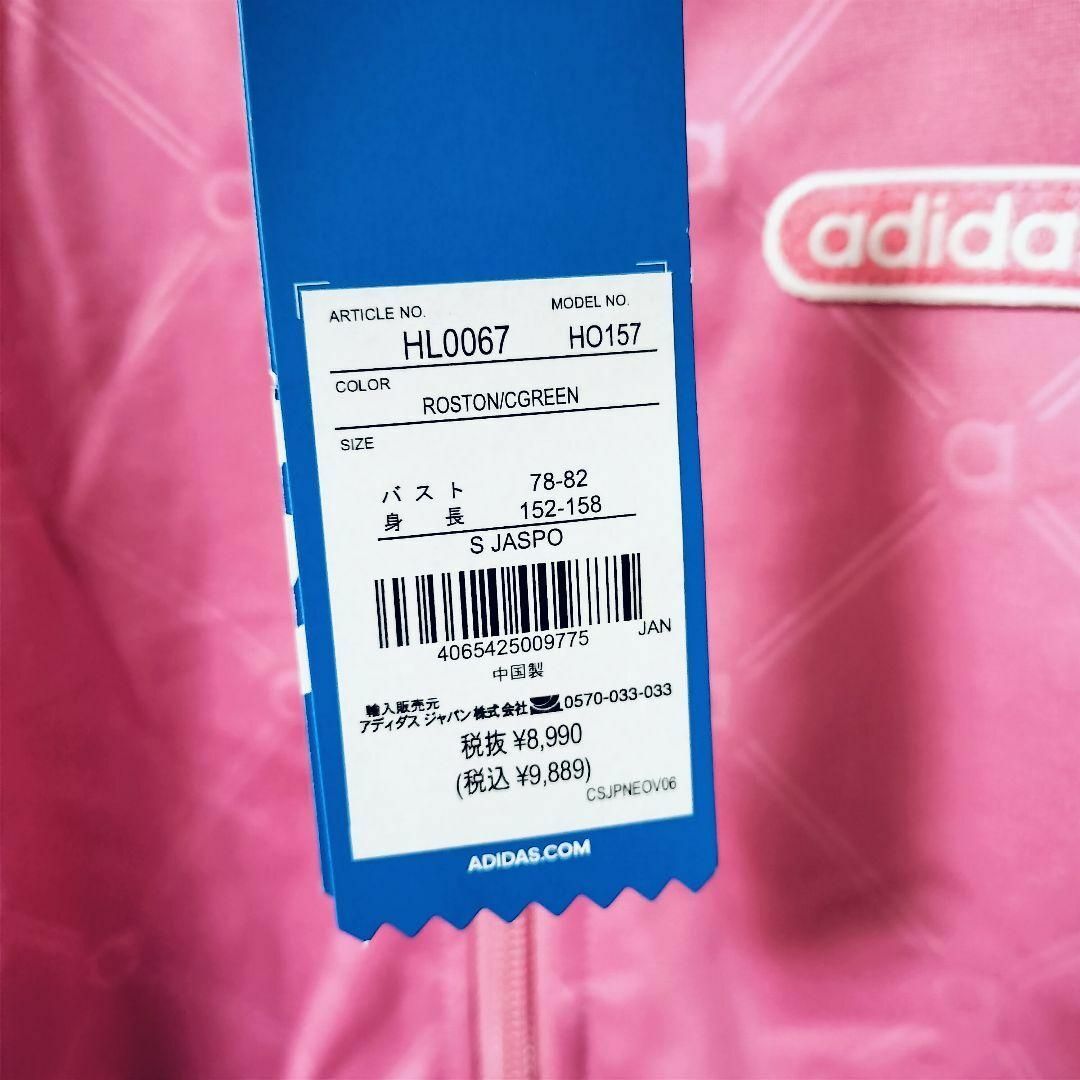 adidas
ARTICLE NO. MODEL NO.
HL0067 HO157
COLOR
ROSTON/CGREEN
SIZE
バスト 78-82
身長 152-158
S JASPO
4065425009775 JAN
中国製
輸入販売元
アディダス ジャパン株式会社 0570-033-033
税抜 ¥8,990
(税込 ¥9,889)
CSJPNEOV06
ADIDAS.COM